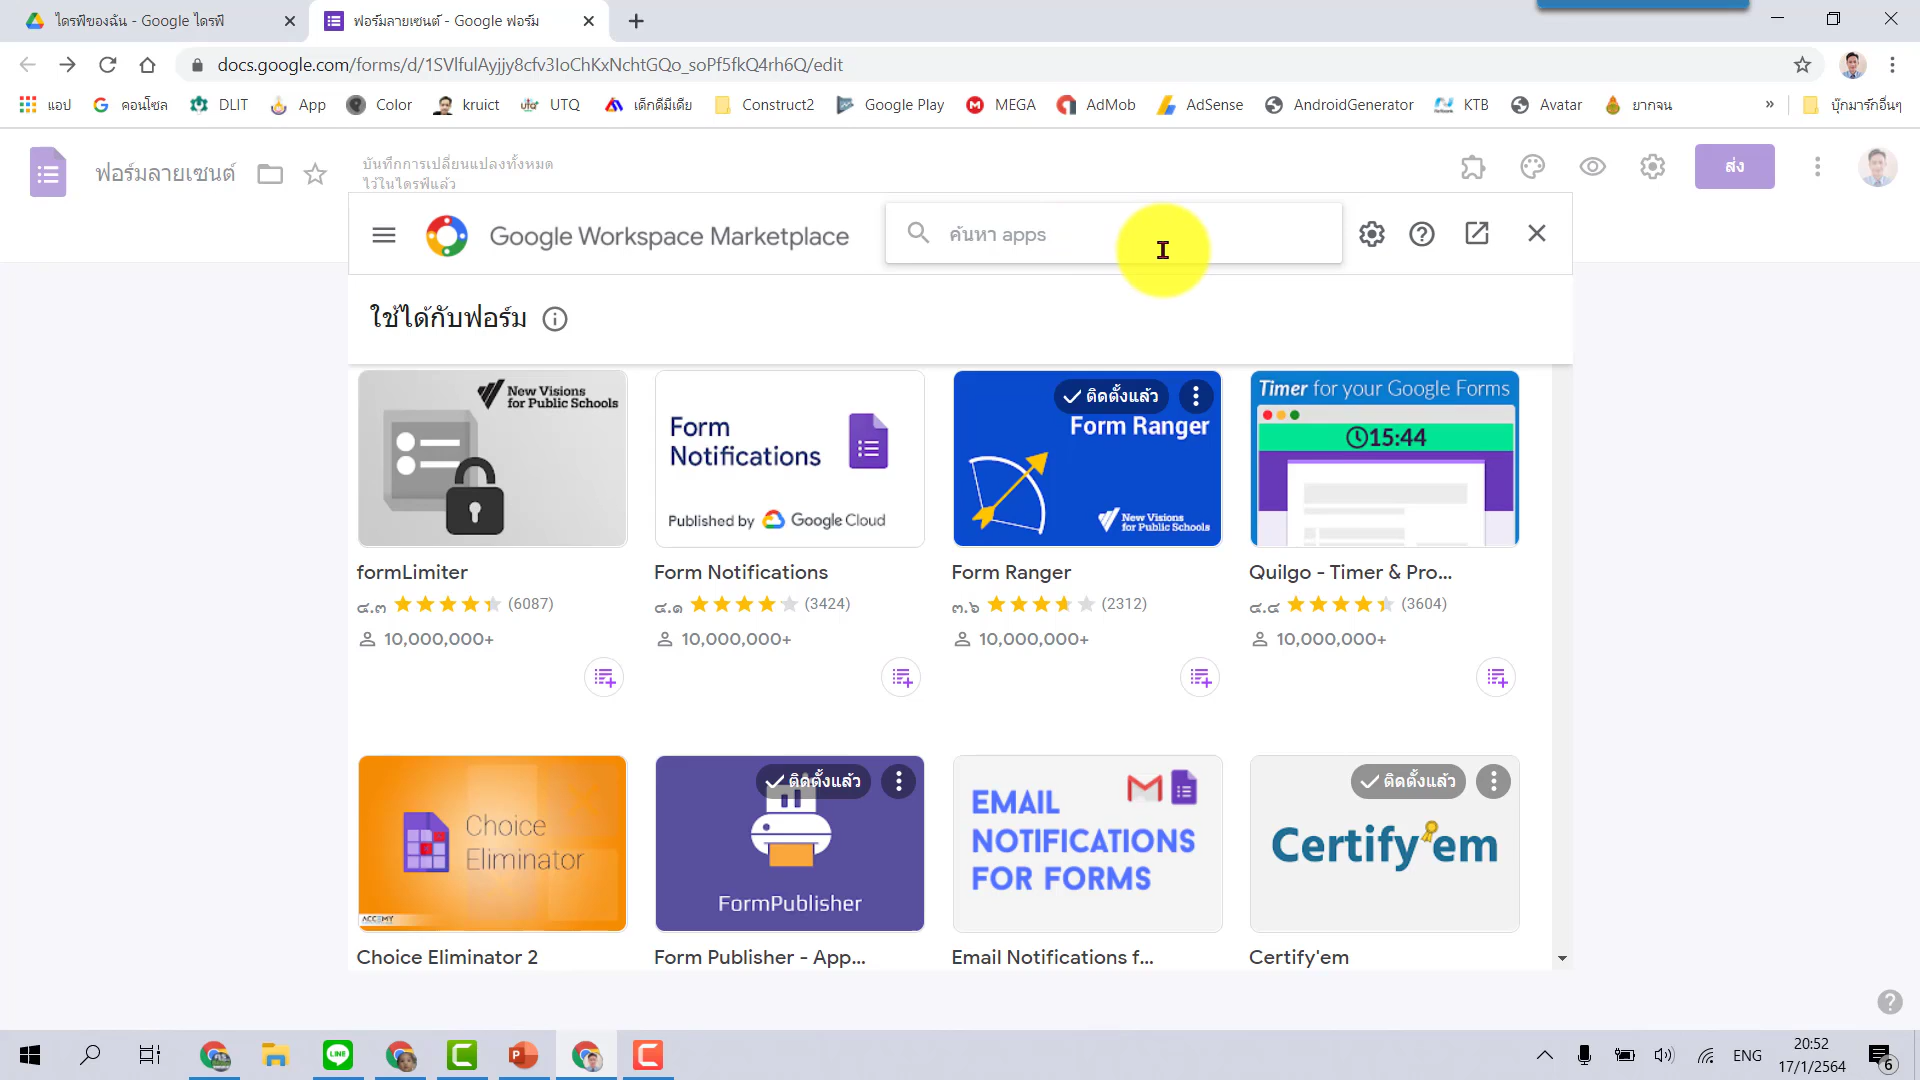 ไดรฟ์ของฉัน - Google ไดรฟ์
ฟอร์มลายเซนต์ - Google ฟอร์ม
docs.google.com/forms/d/1SVlfulAyjjy8cfv3IoChKxNchtGQo_soPf5fkQ4rh6Q/edit
แอป
คอนโซล
DLIT
App
Color
kruict
UTQ
เด็กดีมีเดีย
Construct2
Google Play
MEGA
AdMob
AdSense
AndroidGenerator
KTB
Avatar
ยากจน
»
บุ๊กมาร์กอื่นๆ
ฟอร์มลายเซนต์
บันทึกการเปลี่ยนแปลงทั้งหมด
ไว้ในไดรฟ์แล้ว
ส่ง
Google Workspace Marketplace
ค้นหา apps
ใช้ได้กับฟอร์ม
New Visions
for Public Schools
Form
Notifications
Published by Google Cloud
ติดตั้งแล้ว
Form Ranger
New Visions
for Public Schools
Timer for your Google Forms
15:44
formLimiter
๔.๓ (6087)
10,000,000+
Form Notifications
๔.๑ (3424)
10,000,000+
Form Ranger
๓.๖ (2312)
10,000,000+
Quilgo - Timer & Pro...
๔.๔ (3604)
10,000,000+
Choice
Eliminator
ACCEMY
ติดตั้งแล้ว
FormPublisher
EMAIL
NOTIFICATIONS
FOR FORMS
ติดตั้งแล้ว
Certify'em
Choice Eliminator 2
Form Publisher - App...
Email Notifications f...
Certify'em
LINE
ENG
20:52
17/1/2564
6